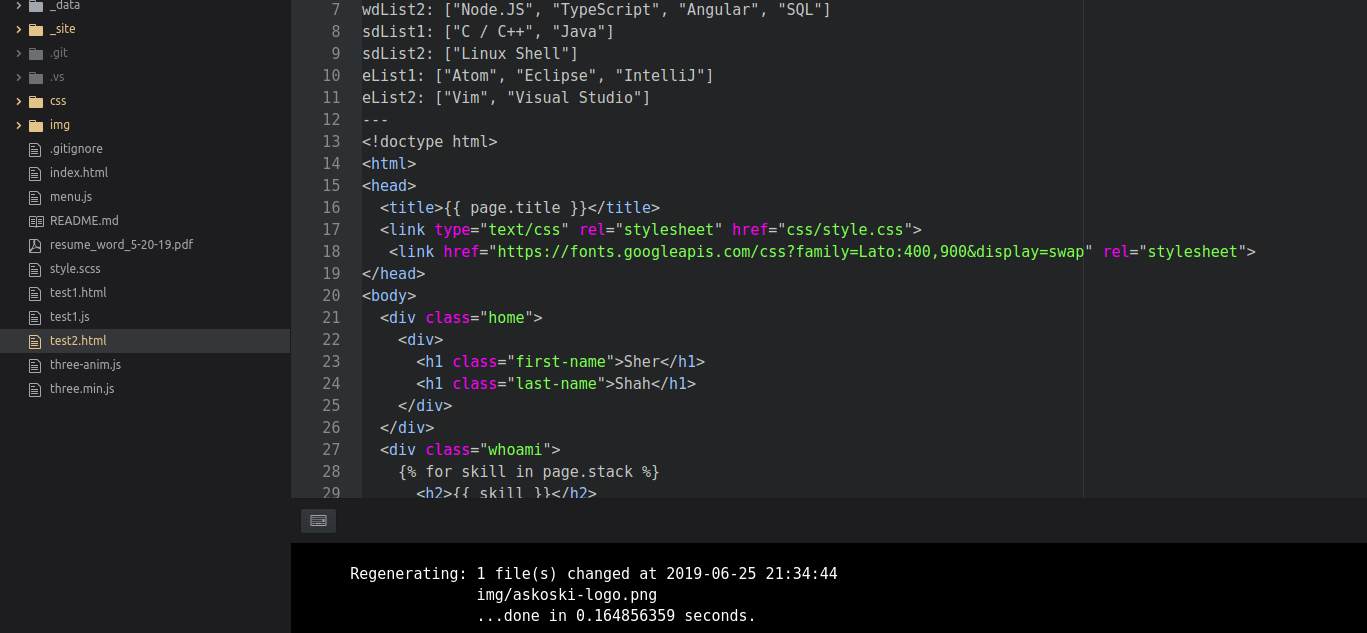 _data
_site
.git
.vs
css
img
.gitignore
index.html
menu.js
README.md
resume_word_5-20-19.pdf
style.scss
test1.html
test1.js
test2.html
three-anim.js
three.min.js
7 wdList2: ["Node.JS", "TypeScript", "Angular", "SQL"]
8 sdList1: ["C / C++", "Java"]
9 sdList2: ["Linux Shell"]
10 eList1: ["Atom", "Eclipse", "IntelliJ"]
11 eList2: ["Vim", "Visual Studio"]
12 ---
13 <!doctype html>
14 <html>
15 <head>
16   <title>{{ page.title }}</title>
17   <link type="text/css" rel="stylesheet" href="css/style.css">
18    <link href="https://fonts.googleapis.com/css?family=Lato:400,900&display=swap" rel="stylesheet">
19 </head>
20 <body>
21   <div class="home">
22     <div>
23       <h1 class="first-name">Sher</h1>
24       <h1 class="last-name">Shah</h1>
25     </div>
26   </div>
27   <div class="whoami">
28     {% for skill in page.stack %}
29       <h2>{{ skill }}</h2>
Regenerating: 1 file(s) changed at 2019-06-25 21:34:44
img/askoski-logo.png
...done in 0.164856359 seconds.